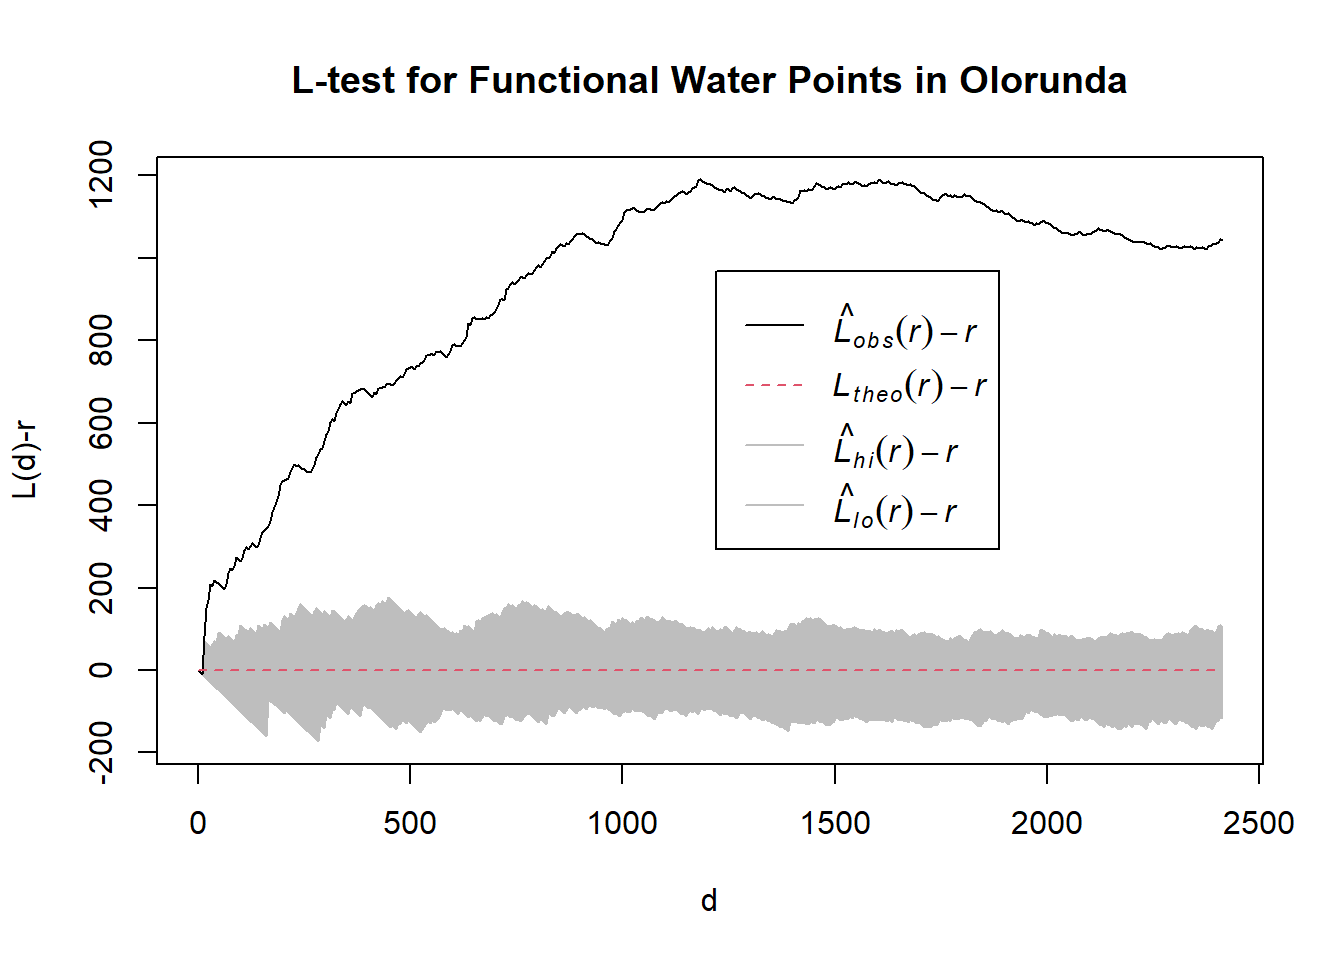 L-test for Functional Water Points in Olorunda
L(d)-r
1200
800
600
400
200
0
-200
L̂obs(r) − r
Ltheo(r) − r
L̂hi(r) − r
L̂lo(r) − r
0 500 1000 1500 2000 2500
d